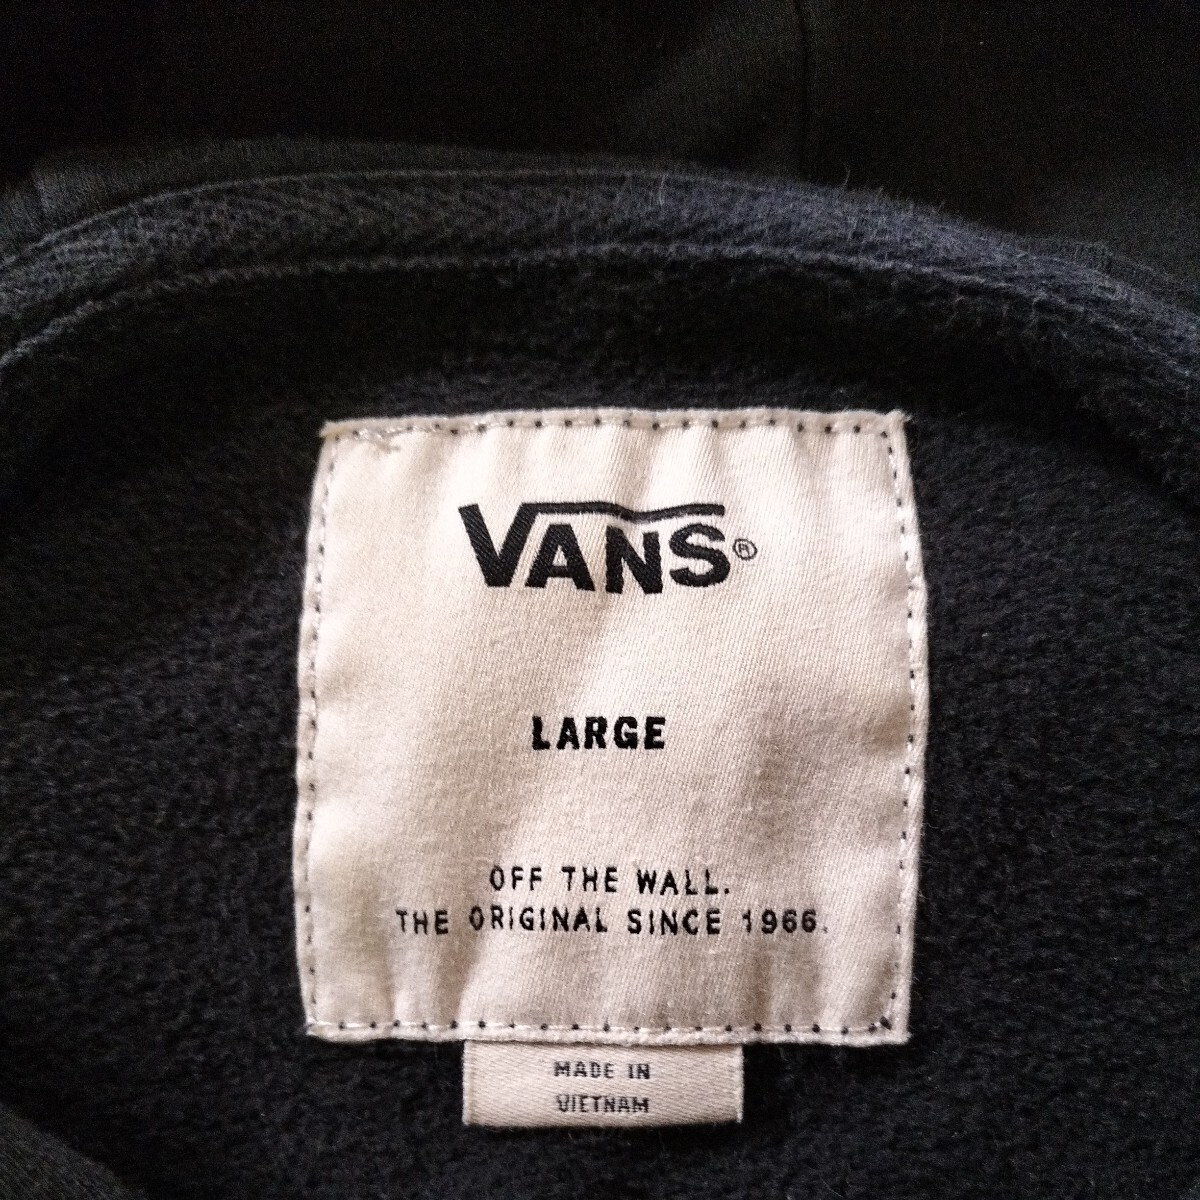 VANS®
LARGE
OFF THE WALL.
THE ORIGINAL SINCE 1966.
MADE IN
VIETNAM